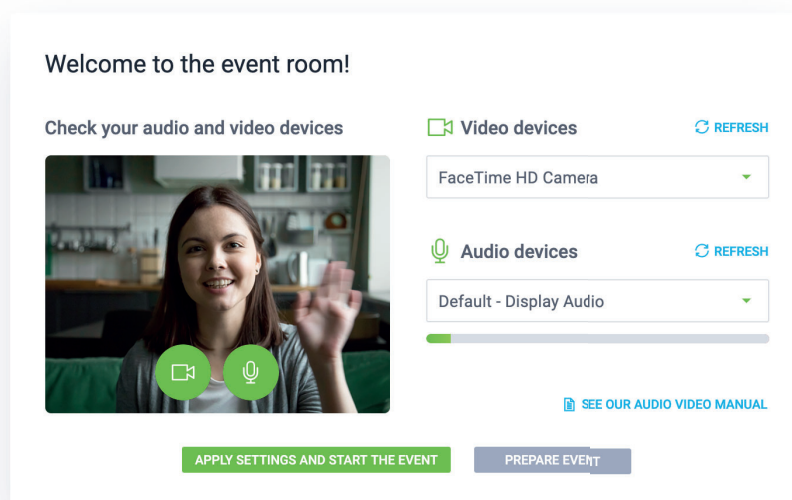 Welcome to the event room!
Check your audio and video devices
Video devices
REFRESH
FaceTime HD Camera
Audio devices
REFRESH
Default - Display Audio
SEE OUR AUDIO VIDEO MANUAL
APPLY SETTINGS AND START THE EVENT
PREPARE EVENT